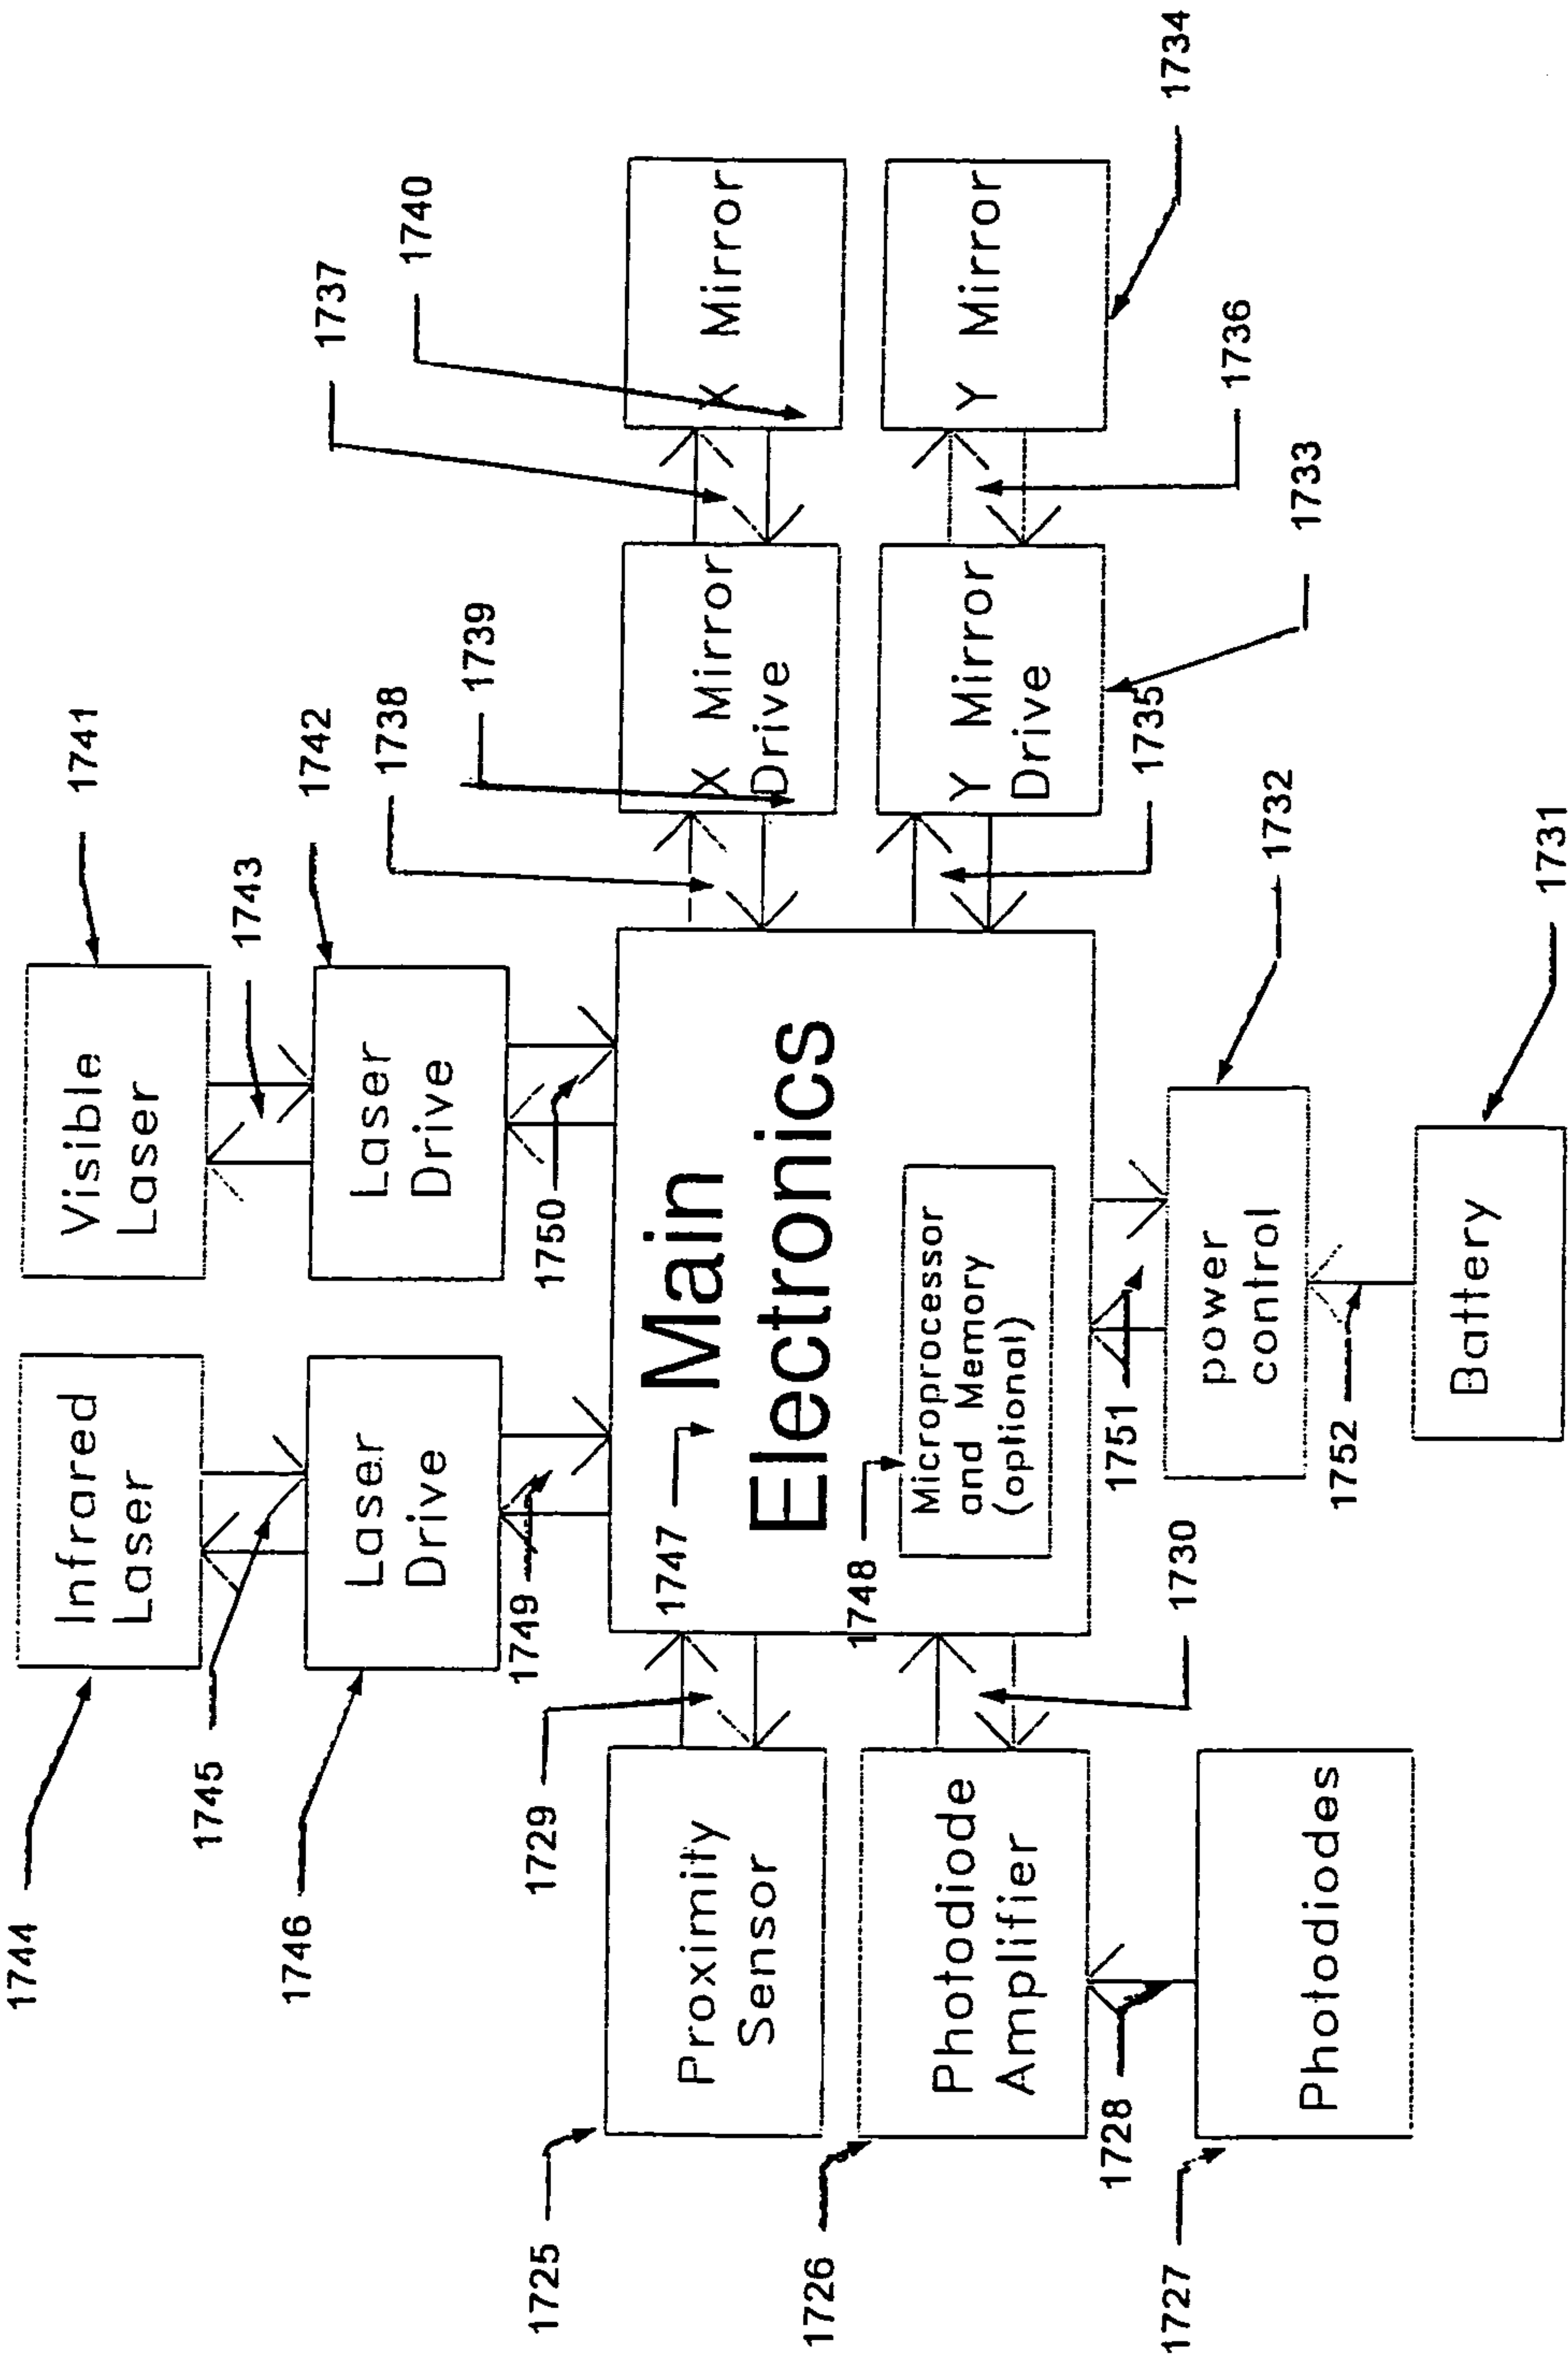 1744
Infrared
Laser
1745
1746
Laser
Drive
1749
Visible
Laser
1741
1743
1742
Laser
Drive
1750
1725
Proximity
Sensor
1729
1726
Photodiode
Amplifier
1730
1728
1727
Photodiodes
1747
Main
Electronics
1748
Microprocessor
and Memory
(optional)
1738
1739
X Mirror
Drive
1737
1740
X Mirror
1735
Y Mirror
Drive
1733
1736
Y Mirror
1734
1751
power
control
1732
1752
Battery
1731